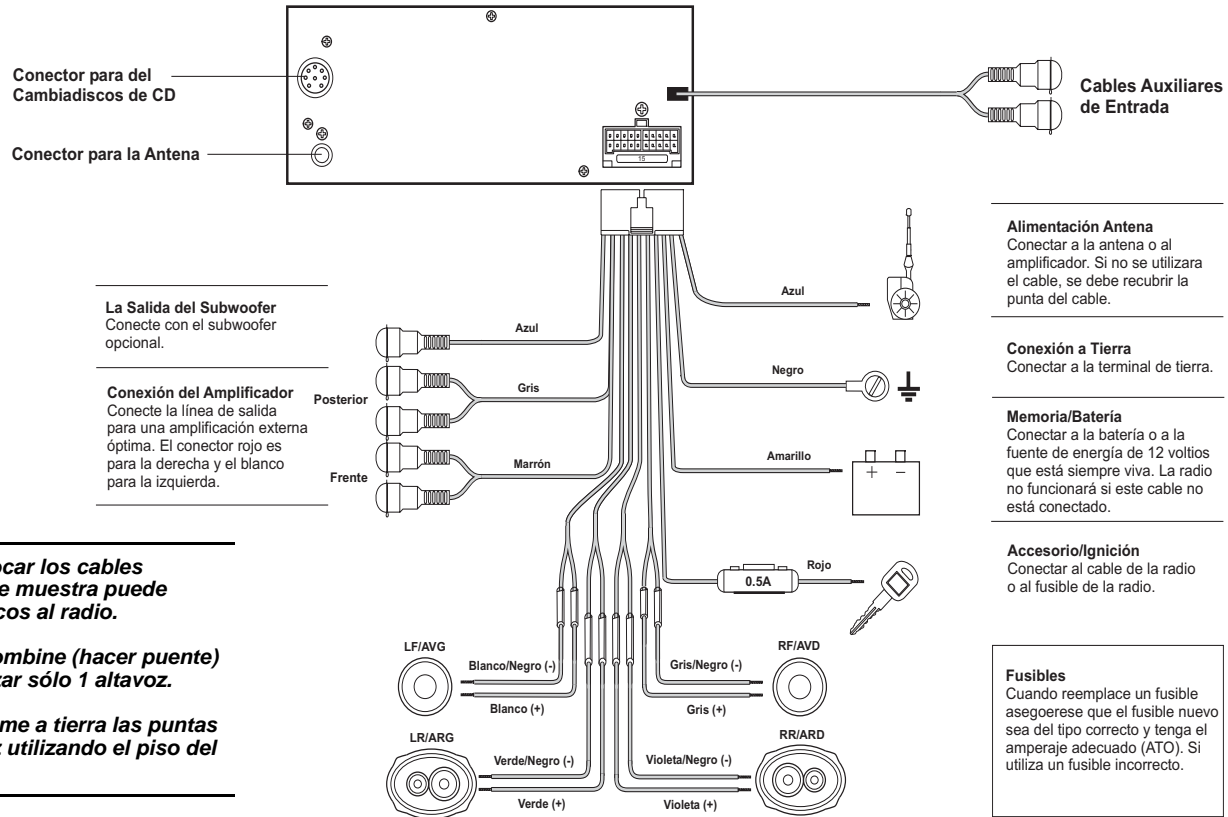 Conector para del
Cambiadiscos de CD
Conector para la Antena
15
Cables Auxiliares
de Entrada
La Salida del Subwoofer
Conecte con el subwoofer
opcional.
Conexión del Amplificador
Conecte la línea de salida
para una amplificación externa
óptima. El conector rojo es
para la derecha y el blanco
para la izquierda.
Azul
Posterior
Gris
Frente
Marrón
Azul
Negro
Amarillo
+ −
0.5A
Rojo
Alimentación Antena
Conectar a la antena o al
amplificador. Si no se utilizara
el cable, se debe recubrir la
punta del cable.
Conexión a Tierra
Conectar a la terminal de tierra.
Memoria/Batería
Conectar a la batería o a la
fuente de energía de 12 voltios
que está siempre viva. La radio
no funcionará si este cable no
está conectado.
Accesorio/Ignición
Conectar al cable de la radio
o al fusible de la radio.
Fusibles
Cuando reemplace un fusible
asegoerese que el fusible nuevo
sea del tipo correcto y tenga el
amperaje adecuado (ATO). Si
utiliza un fusible incorrecto.
ocar los cables
e muestra puede
cos al radio.
ombine (hacer puente)
zar sólo 1 altavoz.
me a tierra las puntas
z utilizando el piso del
LF/AVG
Blanco/Negro (-)
Blanco (+)
LR/ARG
Verde/Negro (-)
Verde (+)
RF/AVD
Gris/Negro (-)
Gris (+)
RR/ARD
Violeta/Negro (-)
Violeta (+)